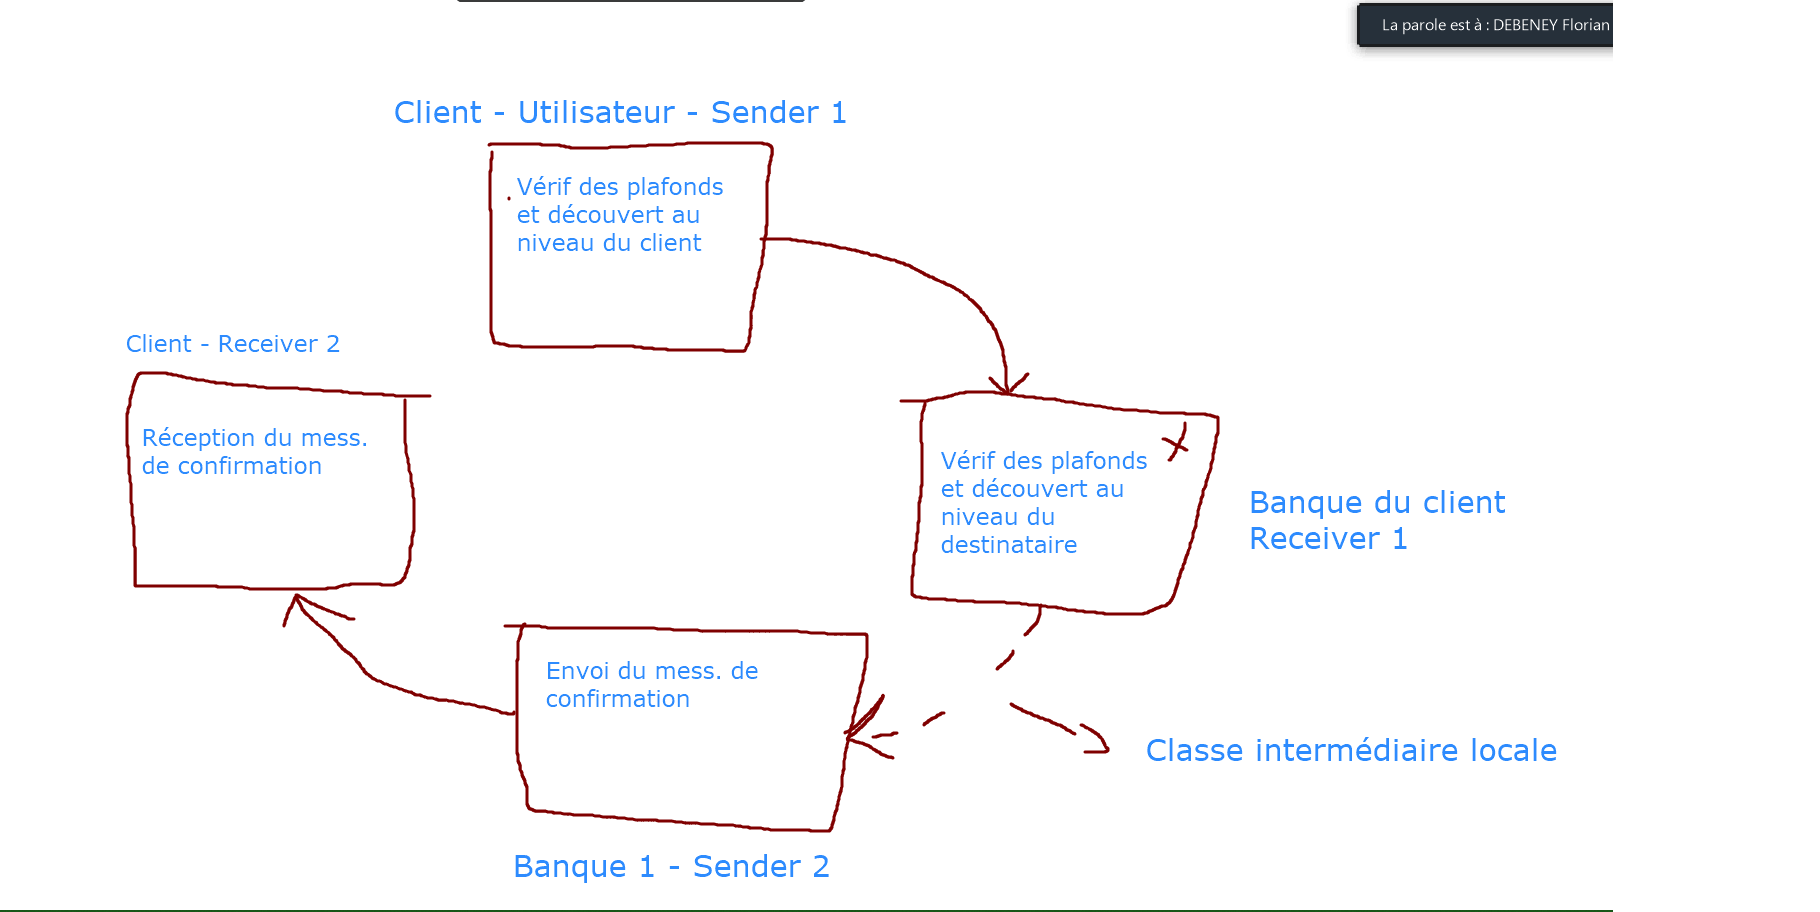 La parole est à : DEBENEY Florian
Client - Utilisateur - Sender 1
Vérif des plafonds
et découvert au
niveau du client
Client - Receiver 2
Réception du mess.
de confirmation
Vérif des plafonds
et découvert au
niveau du
destinataire
Banque du client
Receiver 1
Envoi du mess. de
confirmation
Classe intermédiaire locale
Banque 1 - Sender 2